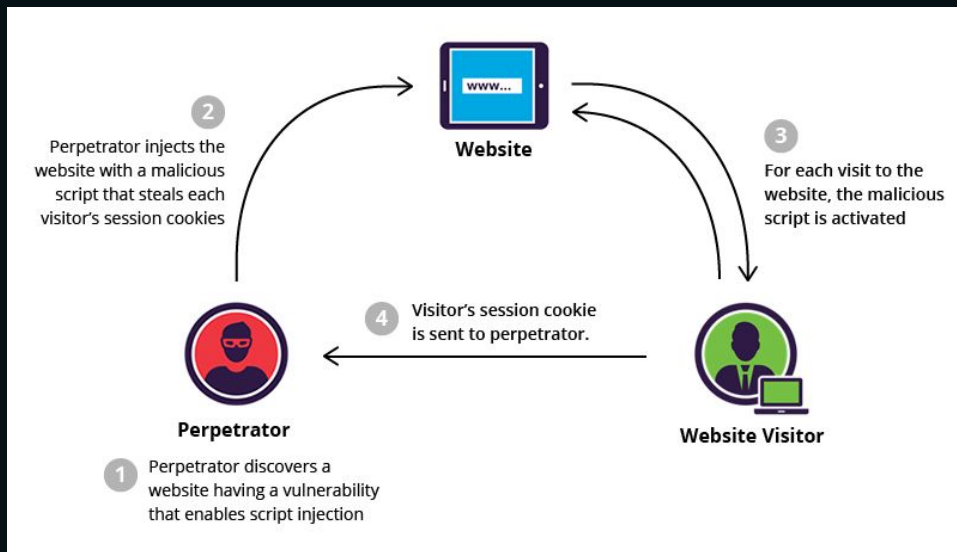 www...
Website
2
Perpetrator injects the
website with a malicious
script that steals each
visitor's session cookies
3
For each visit to the
website, the malicious
script is activated
4
Visitor's session cookie
is sent to perpetrator.
Perpetrator
Website Visitor
1
Perpetrator discovers a
website having a vulnerability
that enables script injection